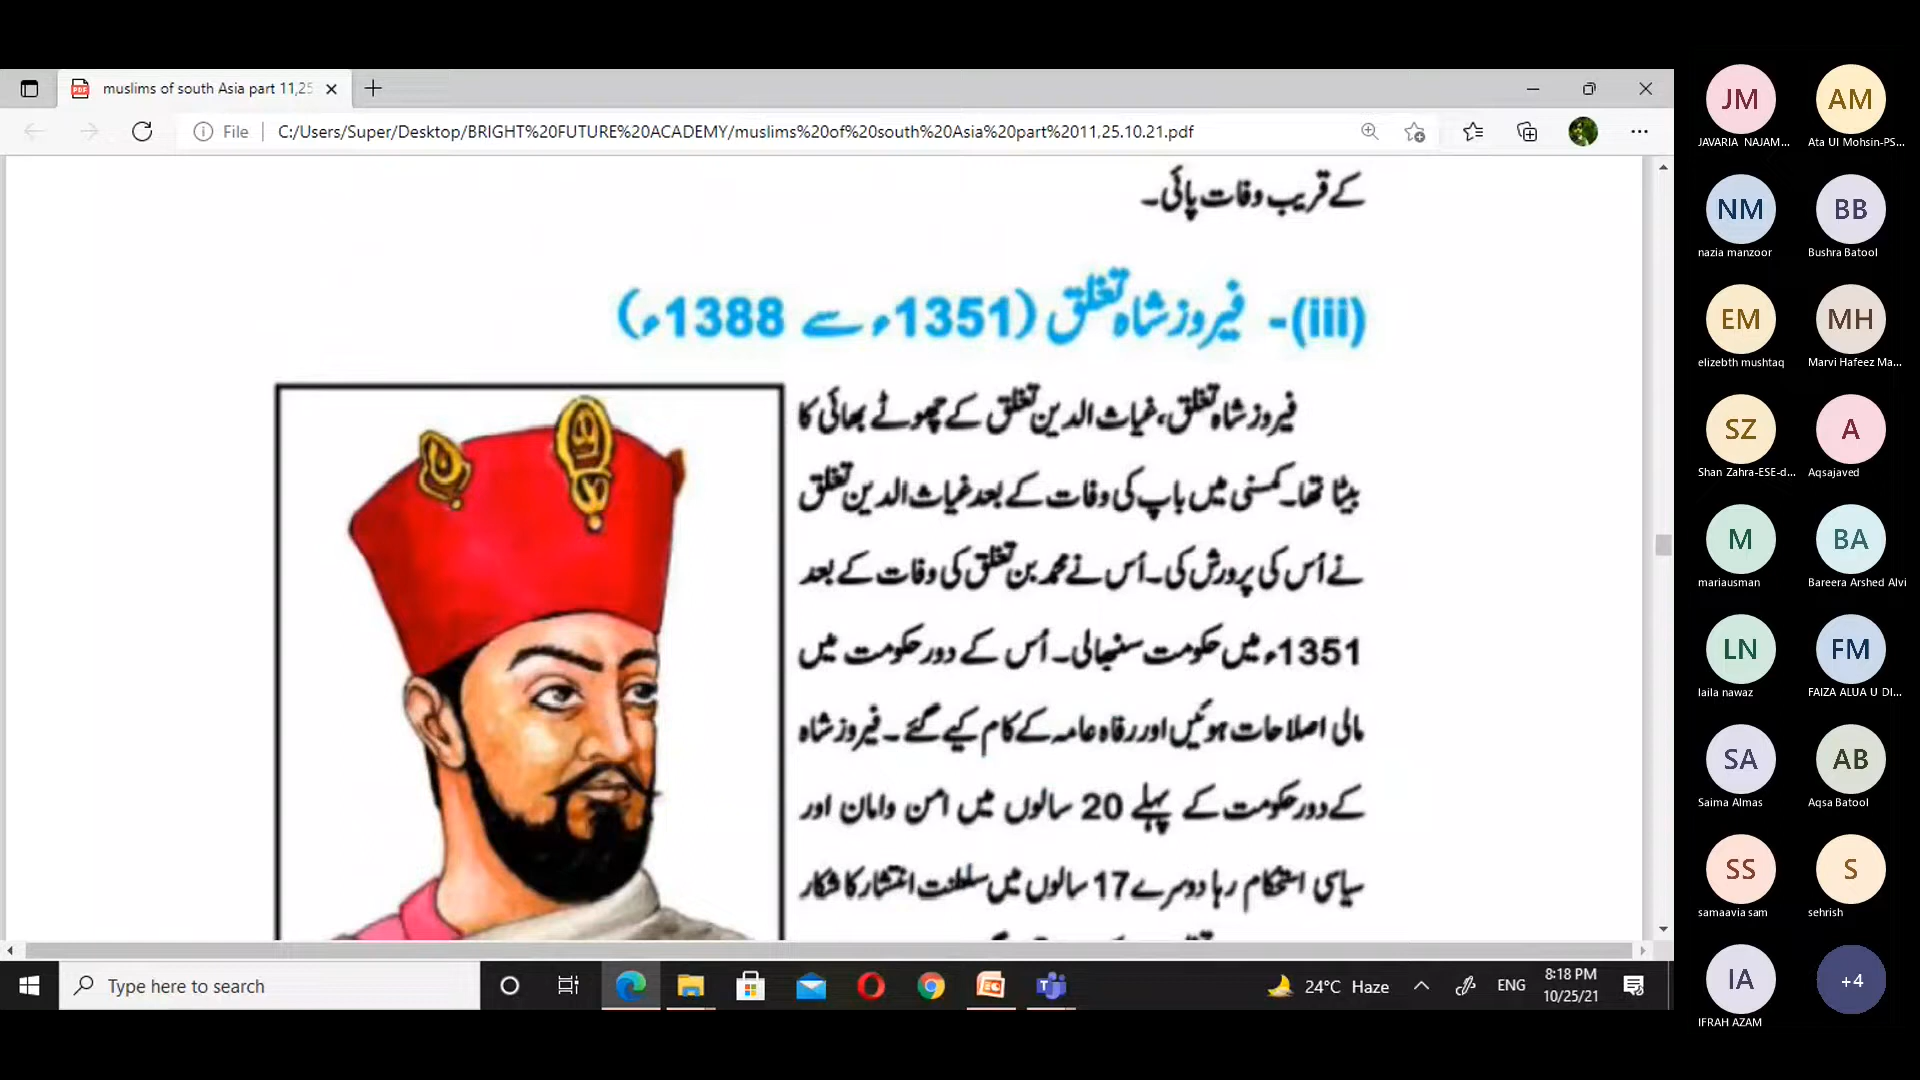 muslims of south Asia part 11,25
File
C:/Users/Super/Desktop/BRIGHT%20FUTURE%20ACADEMY/muslims%20of%20south%20Asia%20part%2011,25.10.21.pdf
کے قریب وفات پائی۔
(iii)- فیروز شاہ تغلق (1351ء سے 1388ء)
فیروز شاہ تغلق، غیاث الدین تغلق کے چھوٹے بھائی کا
بیٹا تھا۔ کمسنی میں باپ کی وفات کے بعد غیاث الدین تغلق
نے اُس کی پرورش کی۔ اُس نے محمد بن تغلق کی وفات کے بعد
1351ء میں حکومت سنبھالی۔ اُس کے دور حکومت میں
مالی اصلاحات ہوئیں اور رفاہ عامہ کے کام کیے گئے۔ فیروز شاہ
کے دور حکومت کے پہلے 20 سالوں میں امن و امان اور
سیاسی استحکام رہا دوسرے 17 سالوں میں سلطنت انتشار کا شکار
Type here to search
24°C Haze
ENG
8:18 PM
10/25/21
JM
JAVARIA NAJAM...
AM
Ata Ul Mohsin-PS...
NM
nazia manzoor
BB
Bushra Batool
EM
elizebth mushtaq
MH
Marvi Hafeez Ma...
SZ
Shan Zahra-ESE-d...
A
Aqsajaved
M
mariausman
BA
Bareera Arshed Alvi
LN
laila nawaz
FM
FAIZA ALUA U DI...
SA
Saima Almas
AB
Aqsa Batool
SS
samaavia sam
S
sehrish
IA
IFRAH AZAM
+4